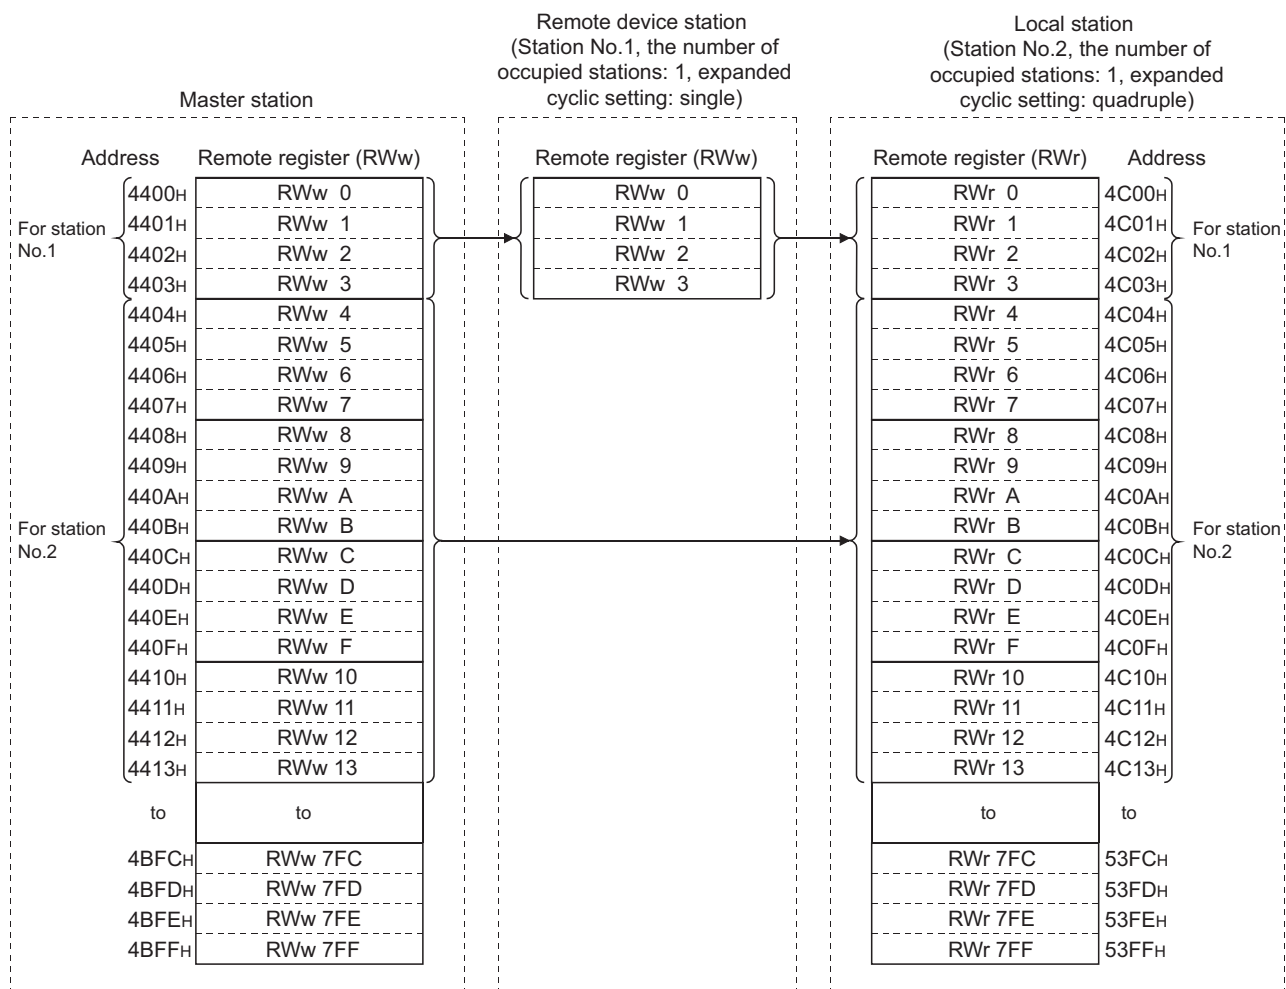 Remote device station
(Station No.1, the number of
occupied stations: 1, expanded
cyclic setting: single)
Local station
(Station No.2, the number of
occupied stations: 1, expanded
cyclic setting: quadruple)
Master station
Address Remote register (RWw) Remote register (RWw) Remote register (RWr) Address
4400H RWw 0 RWw 0 RWr 0 4C00H
For station
No.1
4401H RWw 1 RWw 1 RWr 1 4C01H
4402H RWw 2 RWw 2 RWr 2 4C02H
For station
No.1
4403H RWw 3 RWw 3 RWr 3 4C03H
4404H RWw 4 RWr 4 4C04H
4405H RWw 5 RWr 5 4C05H
4406H RWw 6 RWr 6 4C06H
4407H RWw 7 RWr 7 4C07H
4408H RWw 8 RWr 8 4C08H
4409H RWw 9 RWr 9 4C09H
440AH RWw A RWr A 4C0AH
For station
No.2
440BH RWw B RWr B 4C0BH
For station
No.2
440CH RWw C RWr C 4C0CH
440DH RWw D RWr D 4C0DH
440EH RWw E RWr E 4C0EH
440FH RWw F RWr F 4C0FH
4410H RWw 10 RWr 10 4C10H
4411H RWw 11 RWr 11 4C11H
4412H RWw 12 RWr 12 4C12H
4413H RWw 13 RWr 13 4C13H
to to to to
4BFCH RWw 7FC RWr 7FC 53FCH
4BFDH RWw 7FD RWr 7FD 53FDH
4BFEH RWw 7FE RWr 7FE 53FEH
4BFFH RWw 7FF RWr 7FF 53FFH